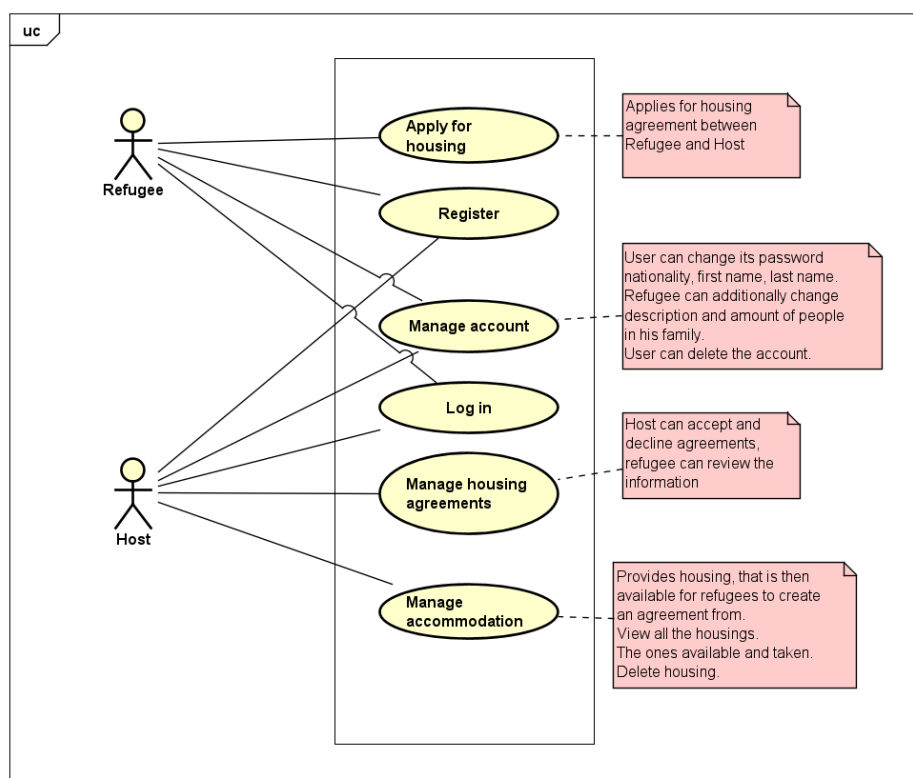 uc
Refugee
Host
Apply for
housing
Register
Manage account
Log in
Manage housing
agreements
Manage
accommodation
Applies for housing
agreement between
Refugee and Host
User can change its password
nationality, first name, last name.
Refugee can additionally change
description and amount of people
in his family.
User can delete the account.
Host can accept and
decline agreements,
refugee can review the
information
Provides housing, that is then
available for refugees to create
an agreement from.
View all the housings.
The ones available and taken.
Delete housing.